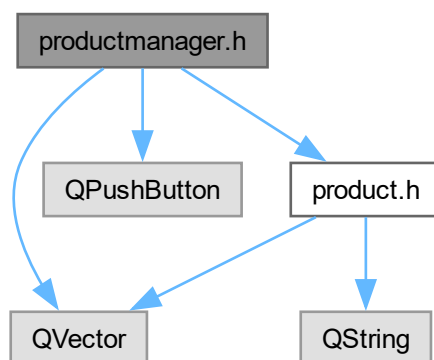 productmanager.h
QPushButton
product.h
QVector
QString